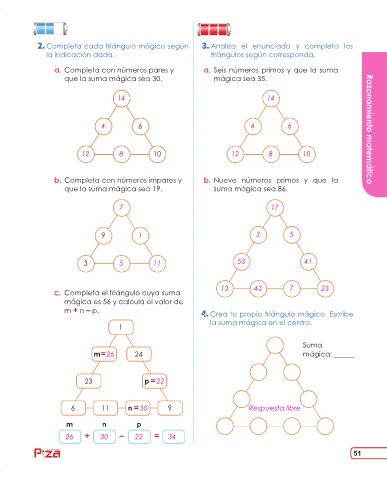 2. Completa cada triángulo mágico según
la indicación dada.
a. Completa con números pares y
que la suma mágica sea 30.
14
4 6
12 8 10
b. Completa con números impares y
que la suma mágica sea 19.
7
9 1
3 5 11
c. Completa el triángulo cuya suma
mágica es 56 y calcula el valor de
m + n – p.
1
m=26 24
23 p =22
6 11 n =30 9
m n p
26 + 30 – 22 = 34
3. Analiza el enunciado y completa los
triángulos según corresponda.
a. Seis números primos y que la suma
mágica sea 35.
14
4 6
12 8 10
b. Nueve números primos y que la
suma mágica sea 86.
17
3 5
53 41
13 43 7 23
4. Crea tu propio triángulo mágico. Escribe
la suma mágica en el centro.
Suma
mágica: _____
Respuesta libre
Razonamiento matemático
Piza
51